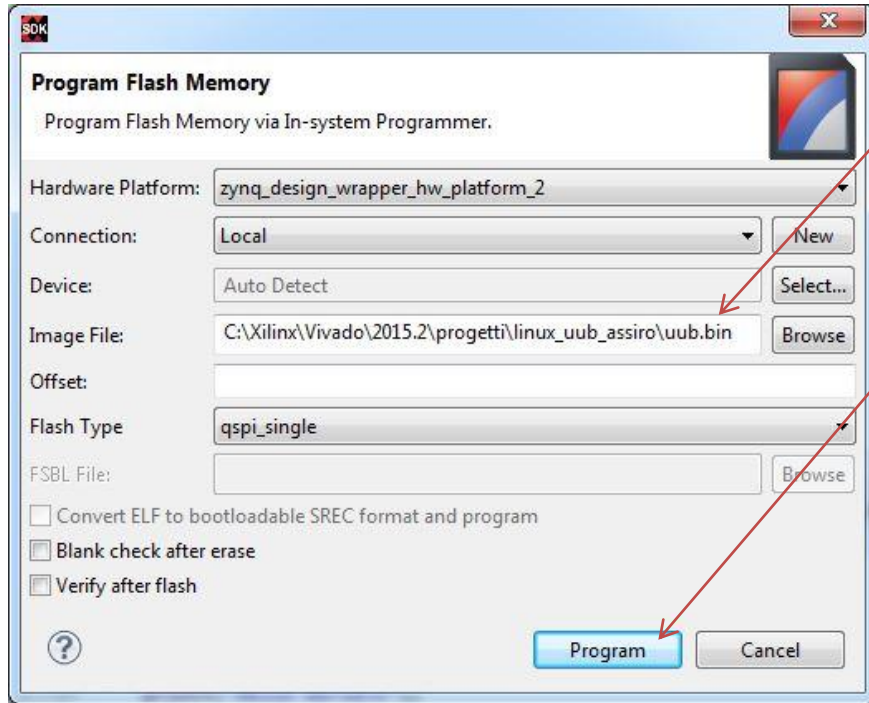 SDK
Program Flash Memory
Program Flash Memory via In-system Programmer.
Hardware Platform: zynq_design_wrapper_hw_platform_2
Connection: Local New
Device: Auto Detect Select...
Image File: C:\Xilinx\Vivado\2015.2\progetti\linux_uub_assiro\uub.bin Browse
Offset:
Flash Type qspi_single
FSBL File: Browse
Convert ELF to bootloadable SREC format and program
Blank check after erase
Verify after flash
? Program Cancel